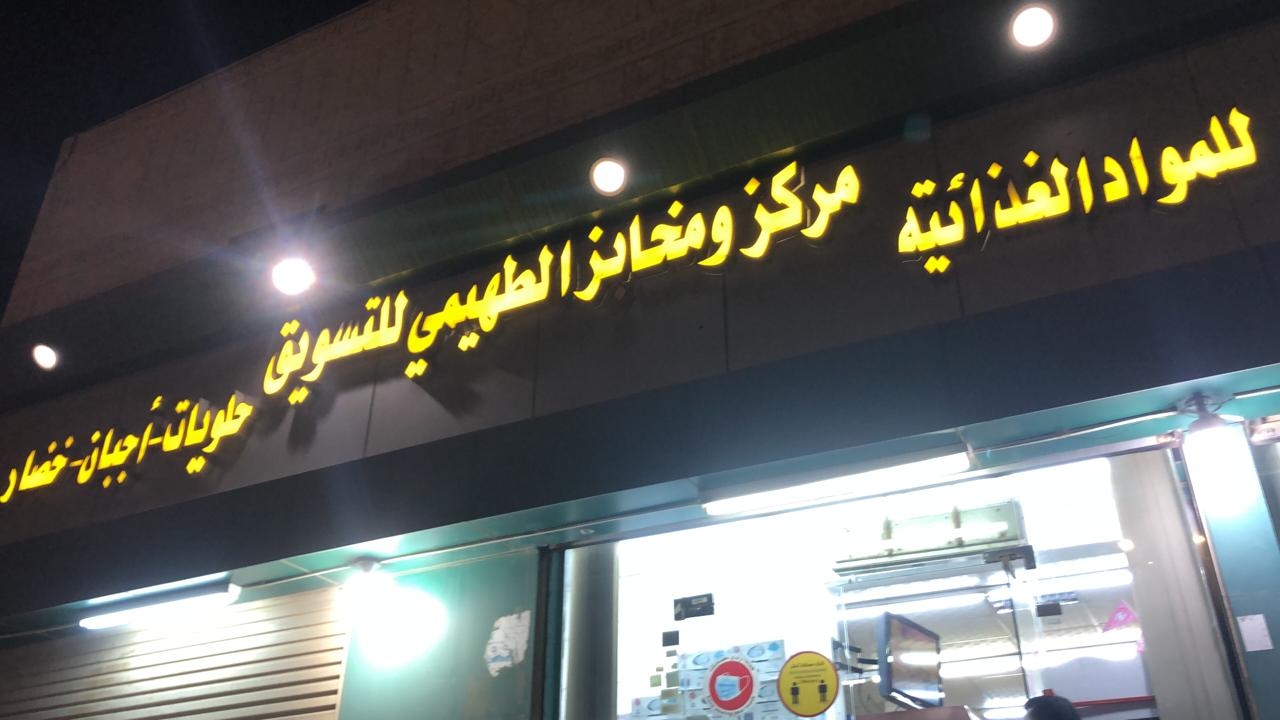 للمواد الغذائية
مركز ومخابز الطهيمي للتسويق
حلويات - أجبان - خضار